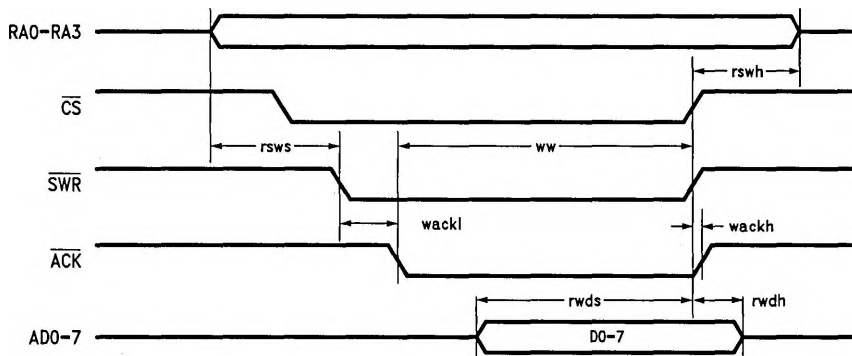 RA0-RA3
rswh
CS
rsws
ww
SWR
wackl
wackh
ACK
rwds
rwdh
AD0-7
D0-7